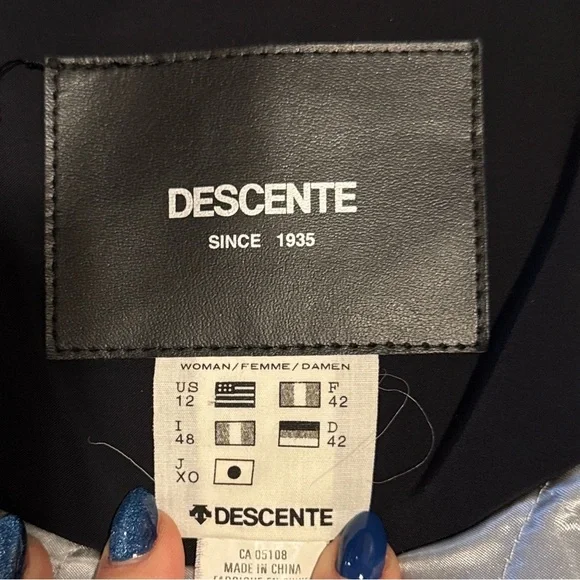 DESCENTE
SINCE 1935
WOMAN/FEMME/DAMEN
US 12 F 42
I 48 D 42
J XO
DESCENTE
CA 05108
MADE IN CHINA